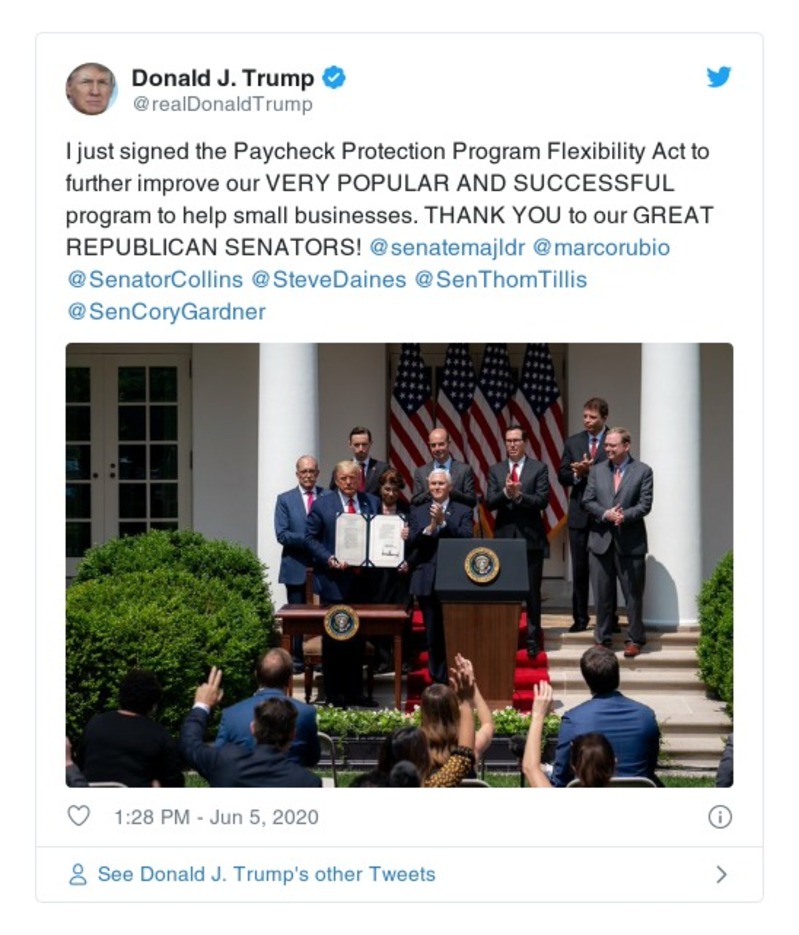 Donald J. Trump
@realDonaldTrump
I just signed the Paycheck Protection Program Flexibility Act to
further improve our VERY POPULAR AND SUCCESSFUL
program to help small businesses. THANK YOU to our GREAT
REPUBLICAN SENATORS! @senatemajldr @marcorubio
@SenatorCollins @SteveDaines @SenThomTillis
@SenCoryGardner
1:28 PM - Jun 5, 2020
See Donald J. Trump's other Tweets